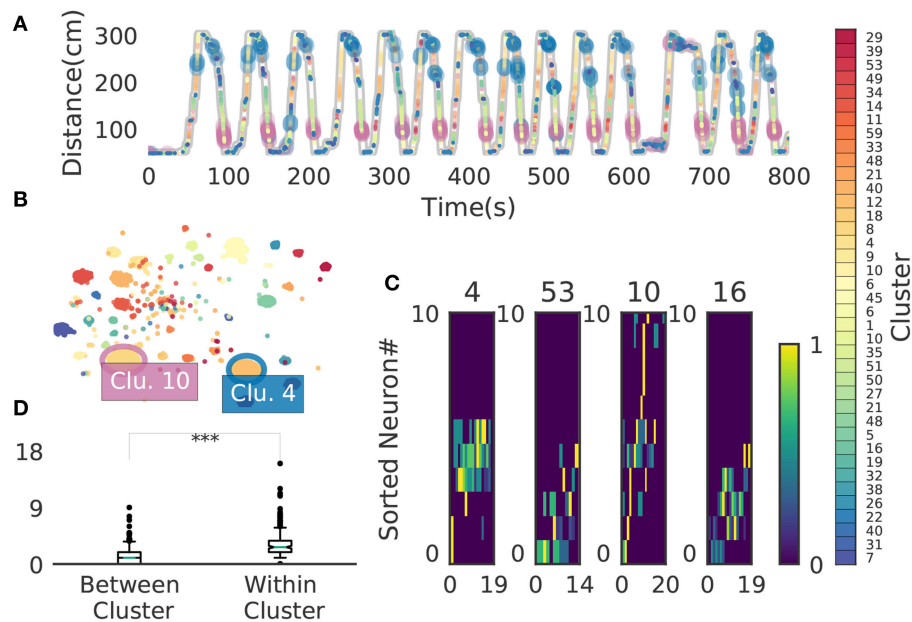 A
Distance(cm)
300
200
100
0 100 200 300 400 500 600 700 800
Time(s)
B
Clu. 10
Clu. 4
C
4 53 10 16
Sorted Neuron#
10 10 10 10
0 0 0 0
0 19 0 14 0 20 0 19
1
0
D
18
9
0
***
Between Cluster
Within Cluster
29
39
53
49
34
14
11
59
33
48
21
40
12
18
8
4
9
10
6
45
6
1
10
35
51
50
27
21
48
5
16
19
32
38
26
22
40
31
7
Cluster